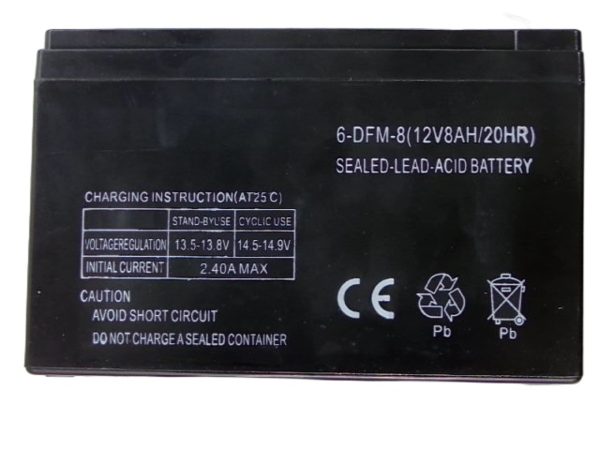 6-DFM-8(12V8AH/20HR)
SEALED-LEAD-ACID BATTERY
CHARGING INSTRUCTION(AT25℃)
STAND-BYUSE CYCLIC USE
VOLTAGEREGULATION 13.5-13.8V 14.5-14.9V
INITIAL CURRENT 2.40A MAX
CAUTION
AVOID SHORT CIRCUIT
DO NOT CHARGE A SEALED CONTAINER
CE
Pb Pb